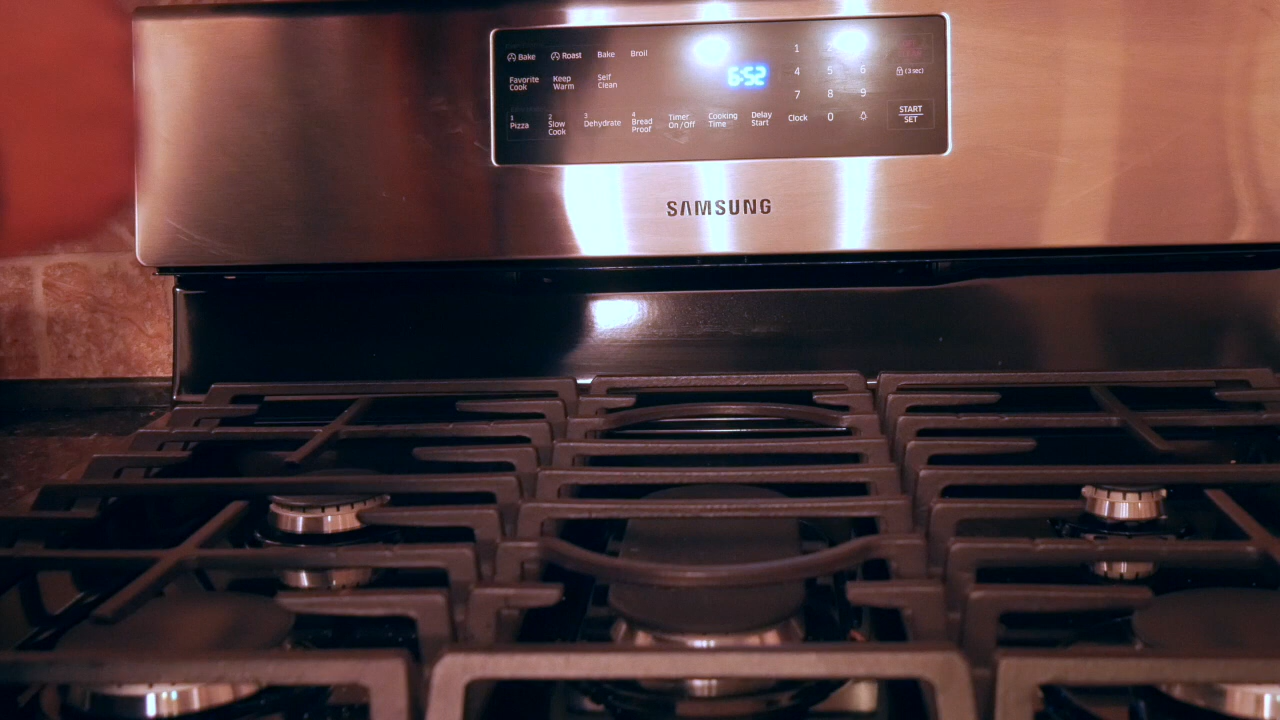 Bake Roast Bake Broil
Favorite Cook Keep Warm Self Clean
1 Pizza 2 Slow Cook 3 Dehydrate 4 Bread Proof Timer On/Off Cooking Time Delay Start
6:52
1 2
4 5 6 (3 sec)
7 8 9
Clock 0 START SET
SAMSUNG